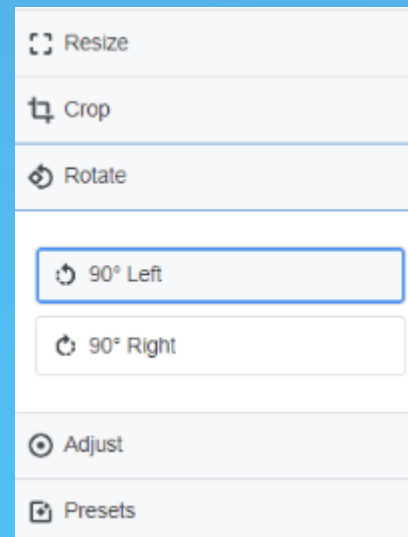 Resize
Crop
Rotate
90° Left
90° Right
Adjust
Presets